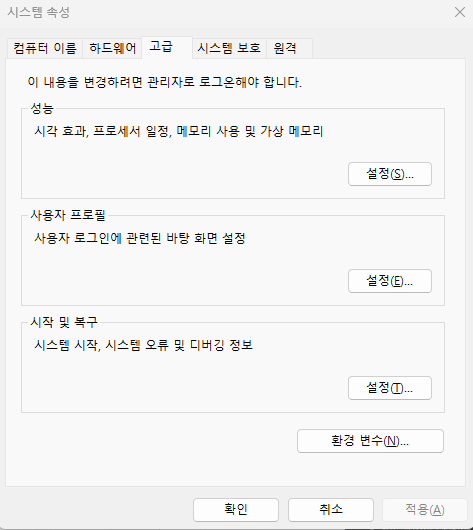 시스템 속성
컴퓨터 이름 하드웨어 고급 시스템 보호 원격
이 내용을 변경하려면 관리자로 로그온해야 합니다.
성능
시각 효과, 프로세서 일정, 메모리 사용 및 가상 메모리
설정(S)...
사용자 프로필
사용자 로그인에 관련된 바탕 화면 설정
설정(E)...
시작 및 복구
시스템 시작, 시스템 오류 및 디버깅 정보
설정(T)...
환경 변수(N)...
확인 취소 적용(A)